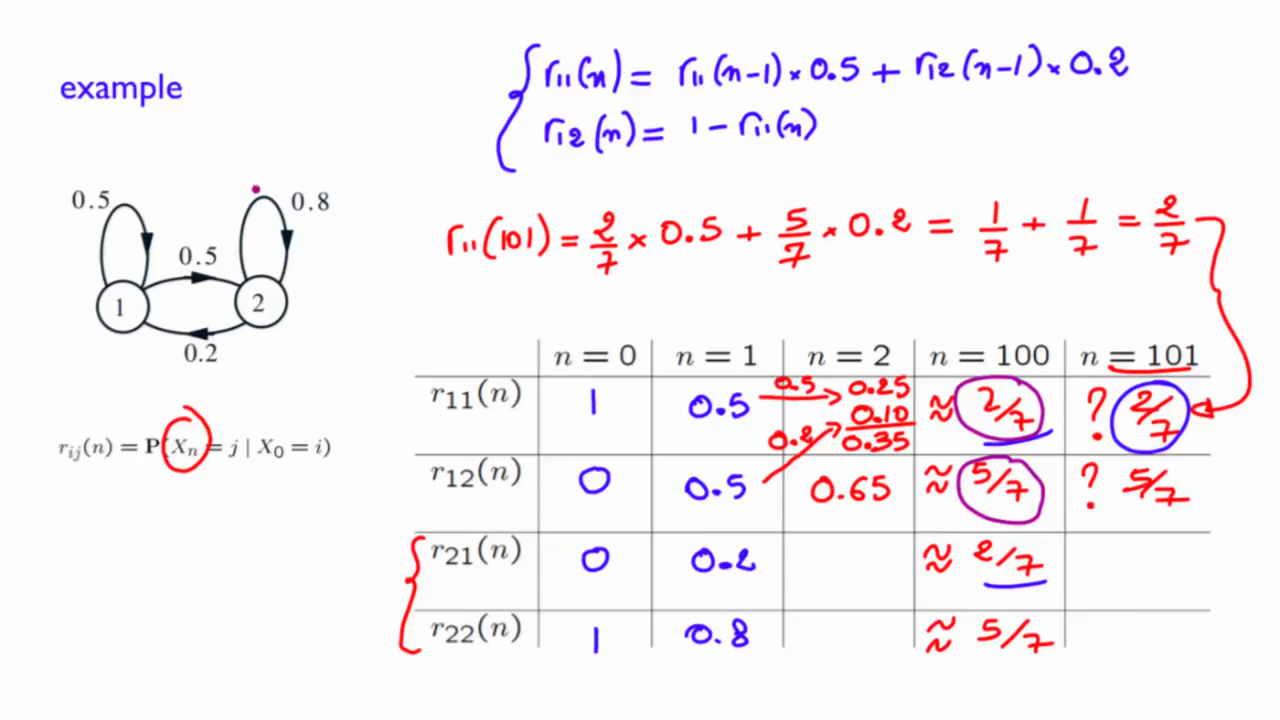 example
r₁₁(n) = r₁₁(n-1) × 0.5 + r₁₂(n-1) × 0.2
r₁₂(n) = 1 - r₁₁(n)
0.5
0.8
0.5
1
2
0.2
r₁₁(101) = 2/7 × 0.5 + 5/7 × 0.2 = 1/7 + 1/7 = 2/7
r_{ij}(n) = P(X_n = j | X_0 = i)
n = 0 n = 1 n = 2 n = 100 n = 101
r₁₁(n) 1 0.5 0.5 0.25 ≈ 2/7 ? 2/7
0.10
0.2 0.35
r₁₂(n) 0 0.5 0.65 ≈ 5/7 ? 5/7
r₂₁(n) 0 0.2 ≈ 2/7
r₂₂(n) 1 0.8 ≈ 5/7